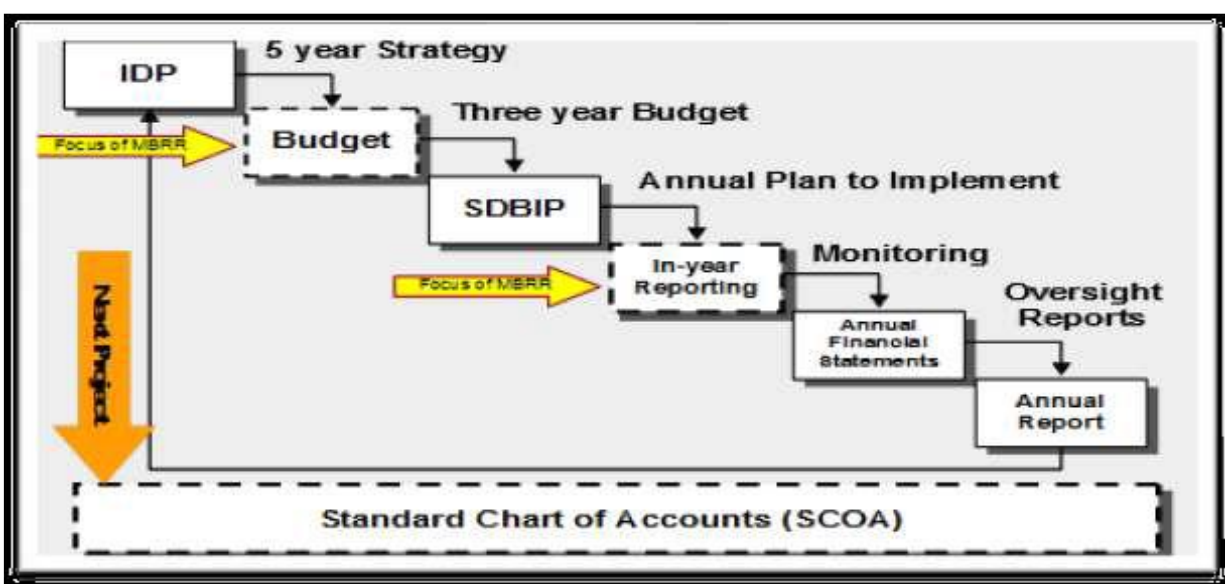 IDP
5 year Strategy
Focus of MBRR
Budget
Three year Budget
SDBIP
Annual Plan to Implement
Focus of MBRR
In-year
Reporting
Monitoring
Annual
Financial
Statements
Oversight
Reports
Annual
Report
Next Project
Standard Chart of Accounts (SCOA)